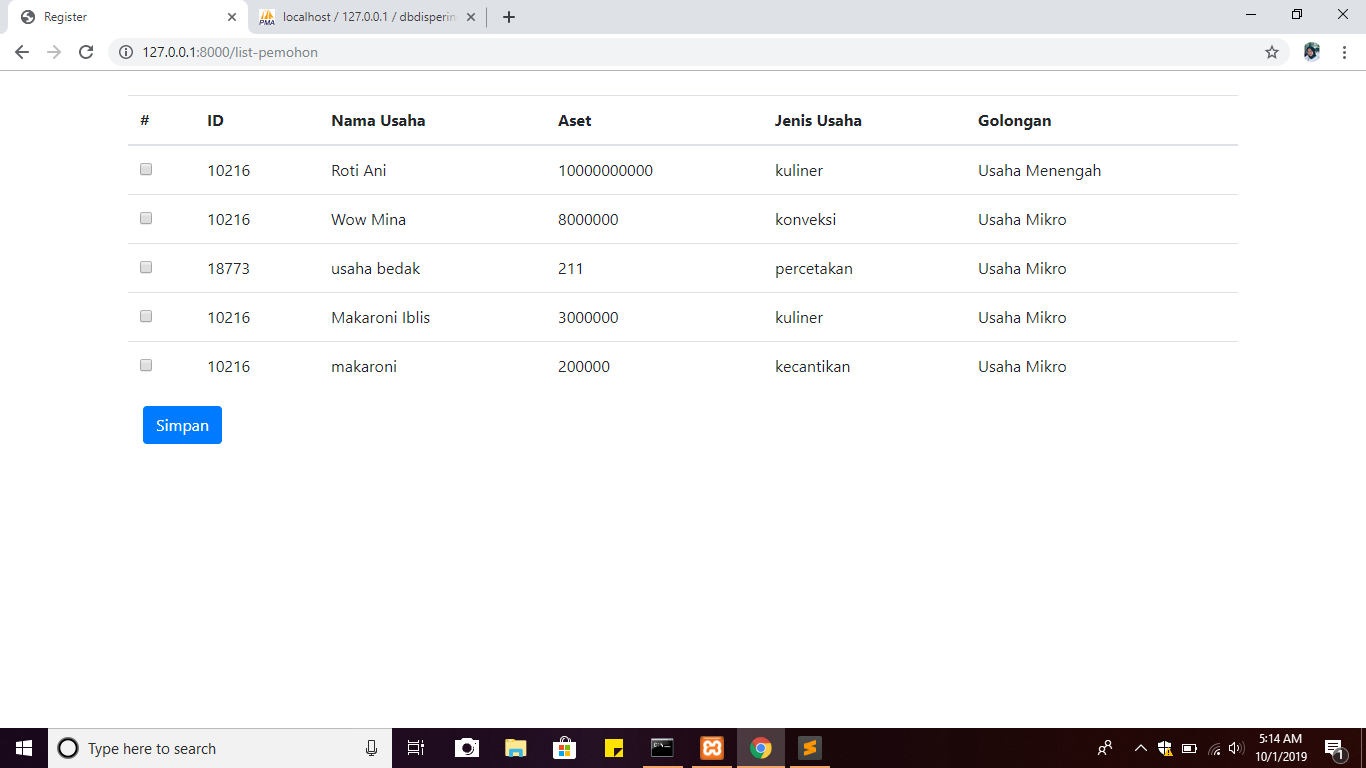 Register
PMA localhost / 127.0.0.1 / dbdisperin
127.0.0.1:8000/list-pemohon
# ID Nama Usaha Aset Jenis Usaha Golongan
10216 Roti Ani 10000000000 kuliner Usaha Menengah
10216 Wow Mina 8000000 konveksi Usaha Mikro
18773 usaha bedak 211 percetakan Usaha Mikro
10216 Makaroni Iblis 3000000 kuliner Usaha Mikro
10216 makaroni 200000 kecantikan Usaha Mikro
Simpan
Type here to search
5:14 AM
10/1/2019
1